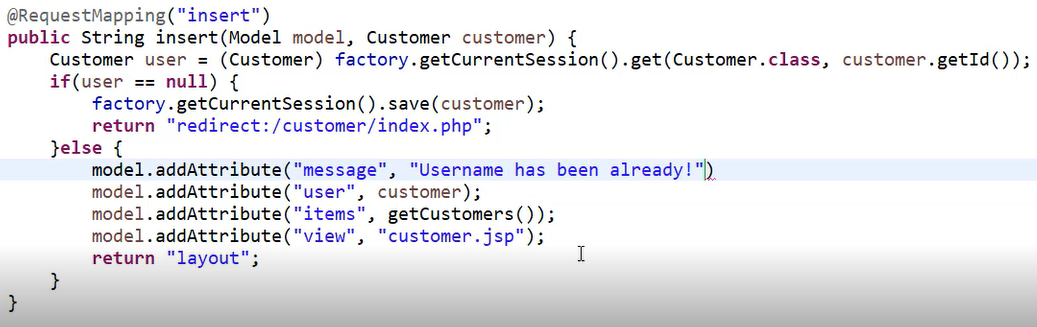 @RequestMapping("insert")
public String insert(Model model, Customer customer) {
    Customer user = (Customer) factory.getCurrentSession().get(Customer.class, customer.getId());
    if(user == null) {
        factory.getCurrentSession().save(customer);
        return "redirect:/customer/index.php";
    }else {
        model.addAttribute("message", "Username has been already!")
        model.addAttribute("user", customer);
        model.addAttribute("items", getCustomers());
        model.addAttribute("view", "customer.jsp");
        return "layout";
    }
}